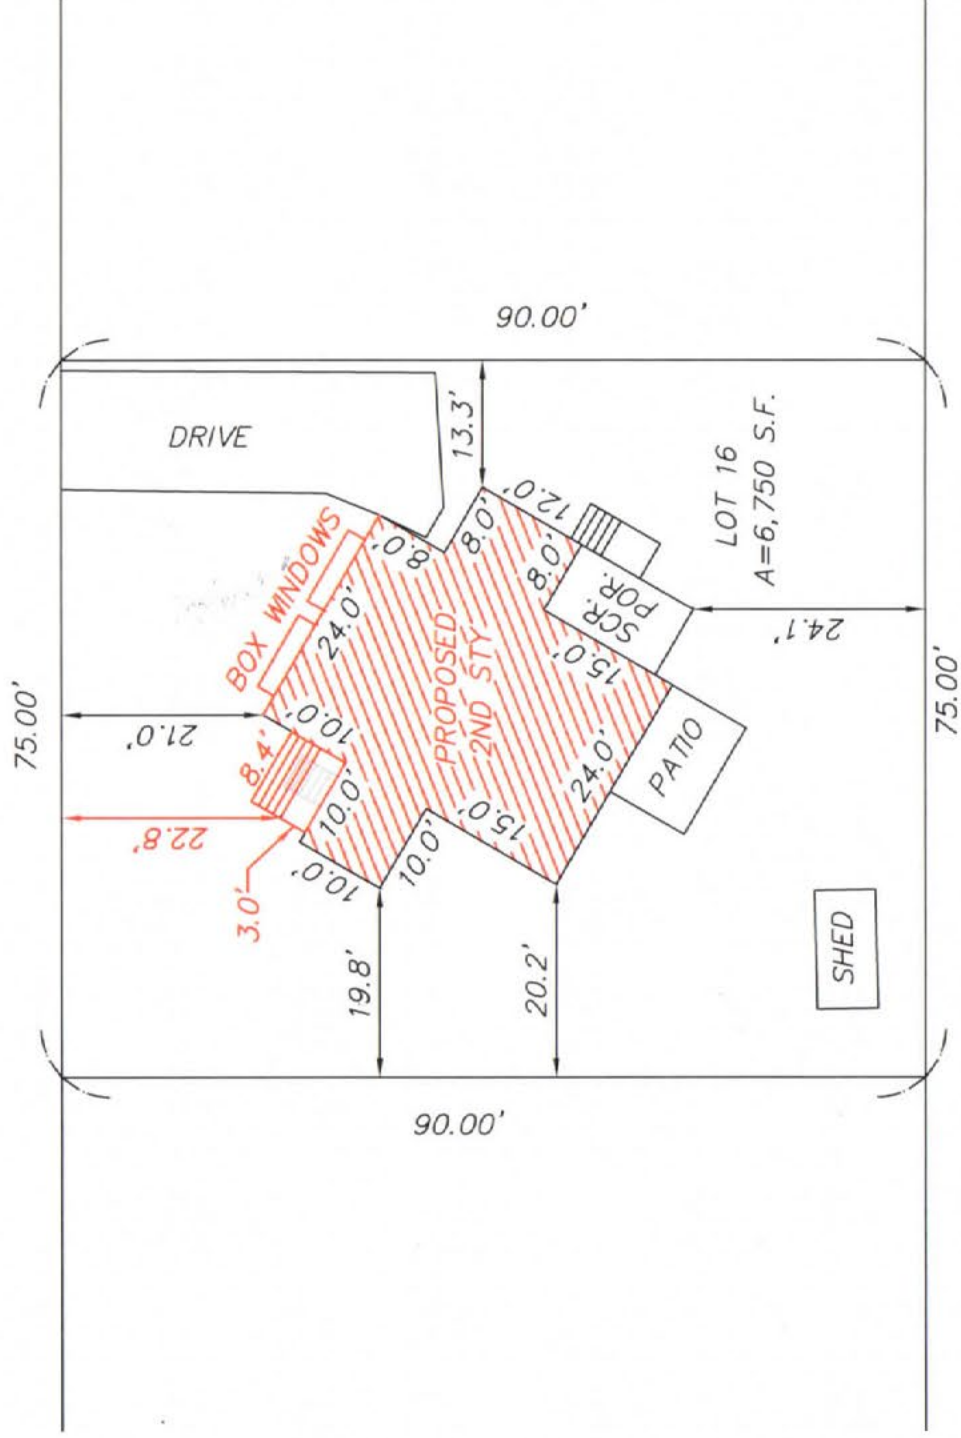 90.00'
DRIVE
13.3'
LOT 16
A=6,750 S.F.
BOX WINDOWS
12.0'
8.0'
8.0'
8.0'
24.0'
SCR.
POR.
24.1'
PROPOSED
2ND STY
15.0'
75.00'
21.0'
10.0'
8.4'
22.8'
10.0'
24.0'
PATIO
75.00'
15.0'
10.0'
10.0'
3.0'
19.8'
20.2'
SHED
90.00'